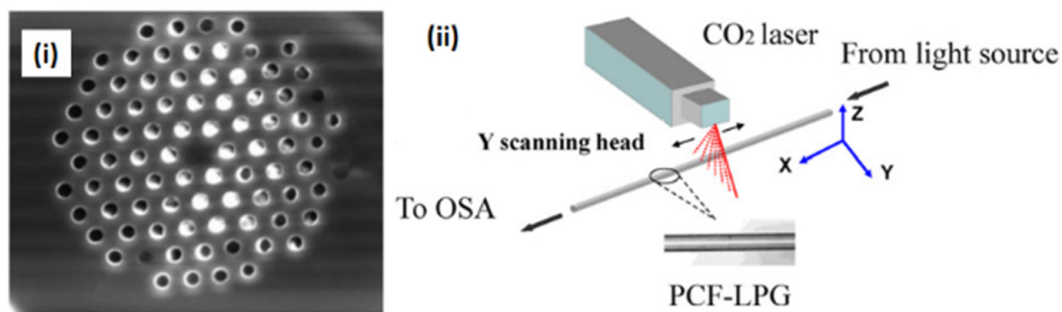 (i)
(ii)
CO₂ laser
From light source
Y scanning head
Z
X
Y
To OSA
PCF-LPG